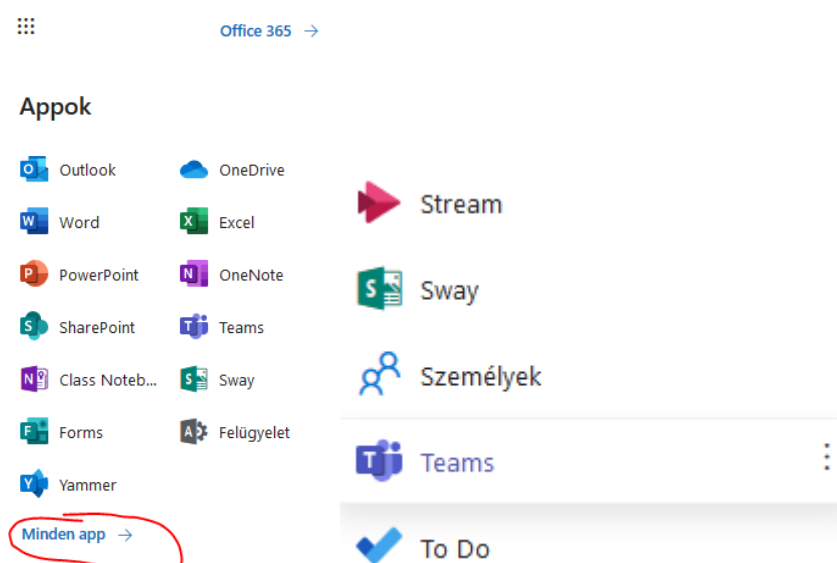 Office 365 →
Appok
Outlook
OneDrive
Word
Excel
PowerPoint
OneNote
SharePoint
Teams
Class Noteb...
Sway
Forms
Felügyelet
Yammer
Minden app →
Stream
Sway
Személyek
Teams
To Do